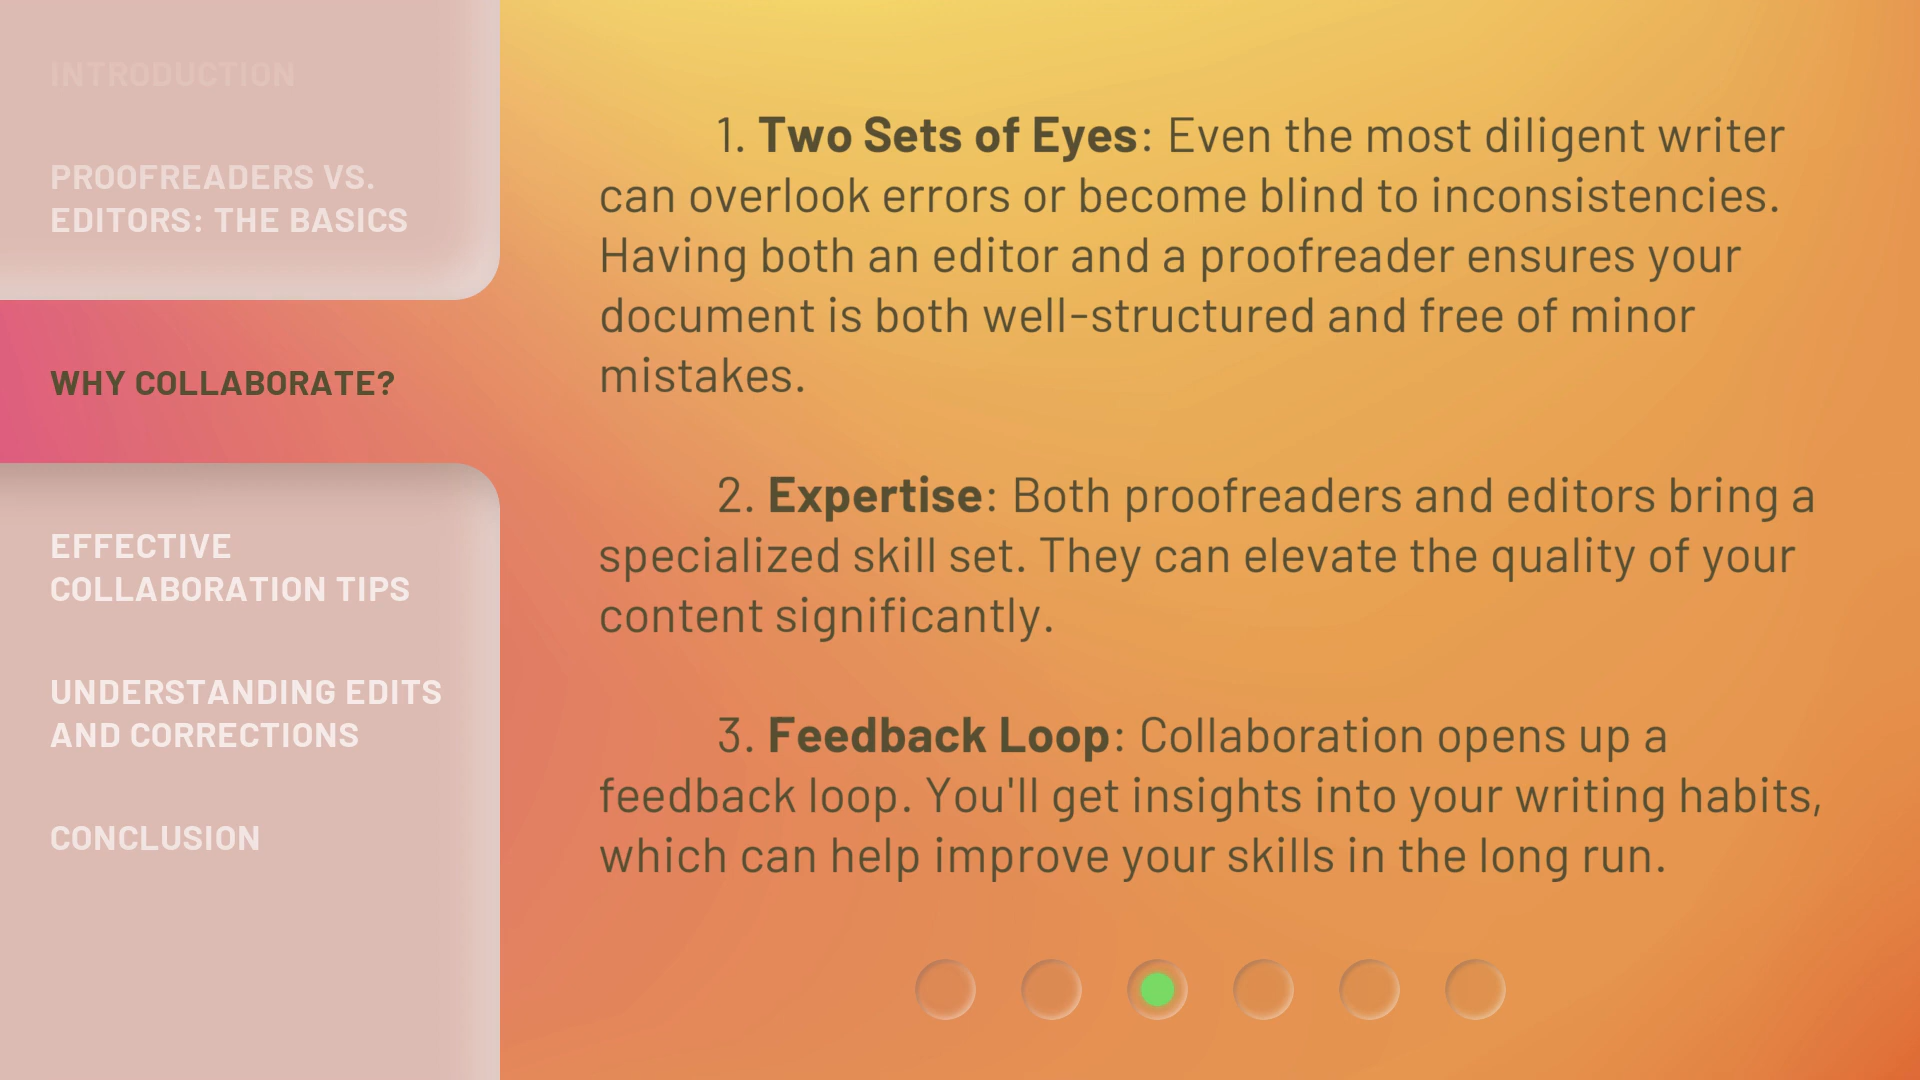 INTRODUCTION
PROOFREADERS VS.
EDITORS: THE BASICS
WHY COLLABORATE?
EFFECTIVE
COLLABORATION TIPS
UNDERSTANDING EDITS
AND CORRECTIONS
CONCLUSION
1. Two Sets of Eyes: Even the most diligent writer
can overlook errors or become blind to inconsistencies.
Having both an editor and a proofreader ensures your
document is both well-structured and free of minor
mistakes.
2. Expertise: Both proofreaders and editors bring a
specialized skill set. They can elevate the quality of your
content significantly.
3. Feedback Loop: Collaboration opens up a
feedback loop. You'll get insights into your writing habits,
which can help improve your skills in the long run.